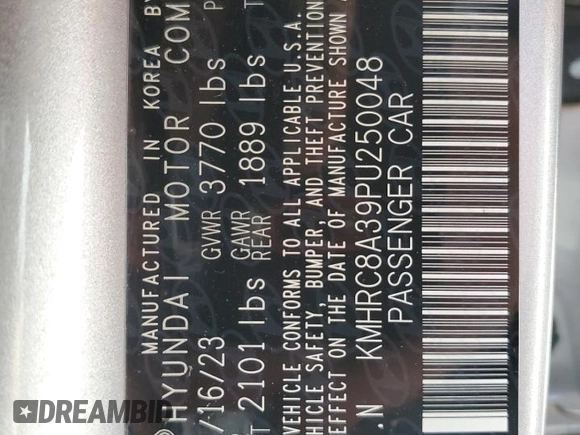 MANUFACTURED IN KOREA BY
HYUNDAI MOTOR COM
/16/23 GVWR 3770 lbs P
T 2101 lbs GAWR REAR 1889 lbs T
VEHICLE CONFORMS TO ALL APPLICABLE U.S.A.
VEHICLE SAFETY, BUMPER, AND THEFT PREVENTION
EFFECT ON THE DATE OF MANUFACTURE SHOWN
.N KMHRC8A39PU250048
PASSENGER CAR
DREAMBID